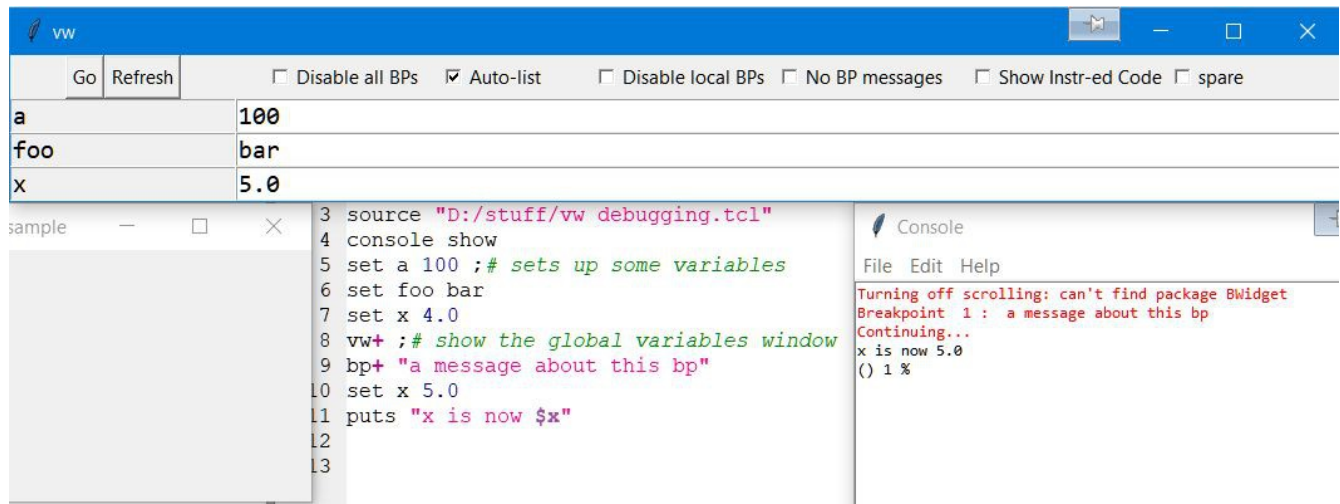 vw
Go Refresh Disable all BPs Auto-list Disable local BPs No BP messages Show Instr-ed Code spare
a 100
foo bar
x 5.0
sample
3 source "D:/stuff/vw debugging.tcl"
4 console show
5 set a 100 ;# sets up some variables
6 set foo bar
7 set x 4.0
8 vw+ ;# show the global variables window
9 bp+ "a message about this bp"
10 set x 5.0
11 puts "x is now $x"
12
13
Console
File Edit Help
Turning off scrolling: can't find package BWidget
Breakpoint 1 : a message about this bp
Continuing...
x is now 5.0
() 1 %